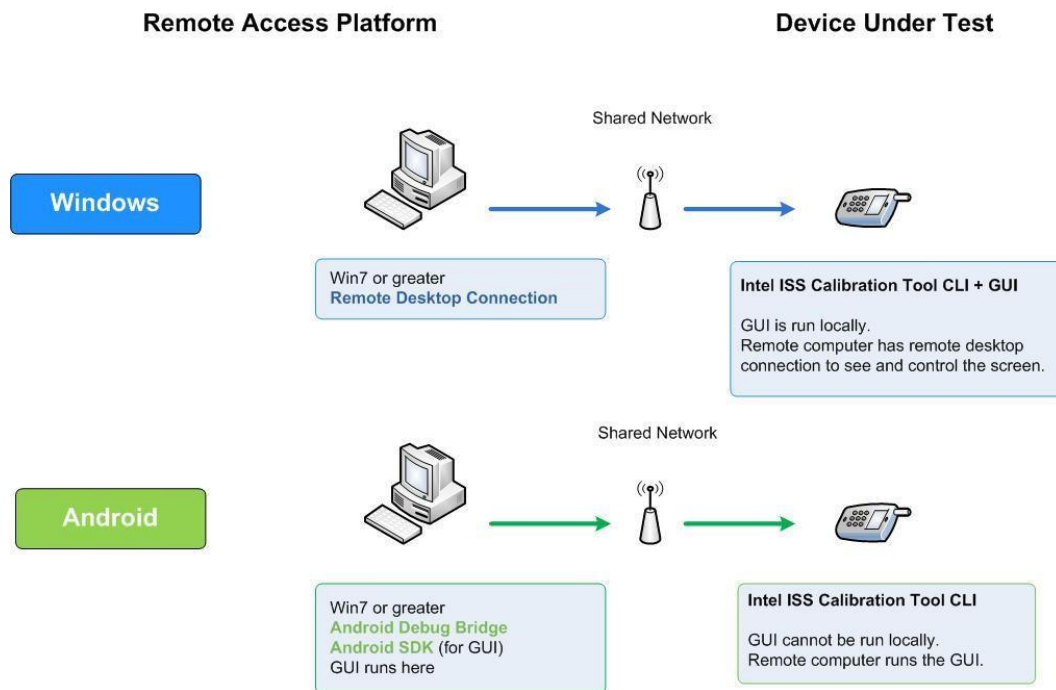 Remote Access Platform
Device Under Test
Shared Network
Windows
Win7 or greater
Remote Desktop Connection
Intel ISS Calibration Tool CLI + GUI
GUI is run locally.
Remote computer has remote desktop
connection to see and control the screen.
Shared Network
Android
Win7 or greater
Android Debug Bridge
Android SDK (for GUI)
GUI runs here
Intel ISS Calibration Tool CLI
GUI cannot be run locally.
Remote computer runs the GUI.